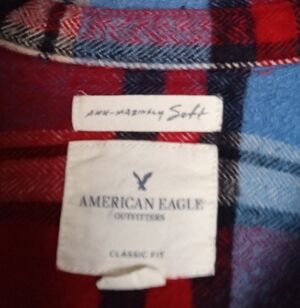 AHH-MAZINGLY Soft
AMERICAN EAGLE
OUTFITTERS
CLASSIC FIT